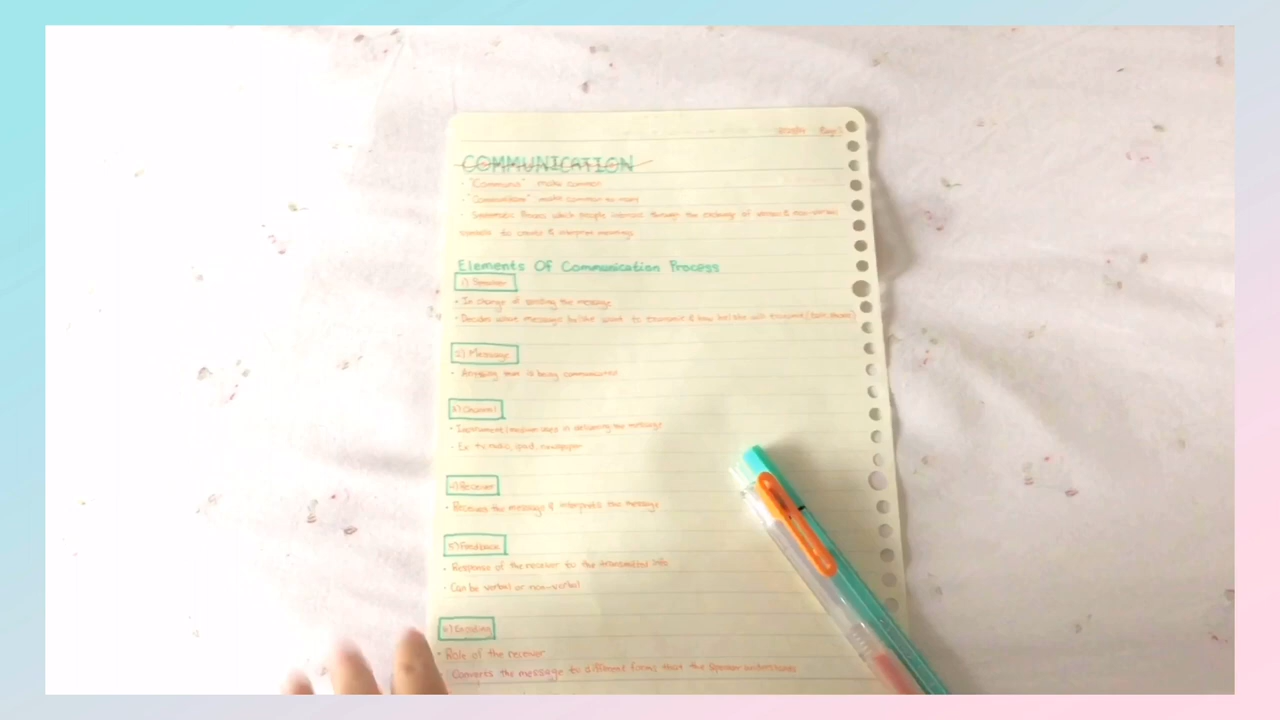 Page 1
COMMUNICATION
· "Communis" make common
· make common to many
· Systematic Process which people interact through the exchange of verbal & non-verbal
symbols to create & interpret meanings
Elements Of Communication Process
1) Speaker
· In charge of sending the message
· Decides what message he/she want to transmit & how he/she will transmit
2) Message
· Anything that is being communicated
3) Channel
· Instrument/medium used in delivering the message
· Ex. tv, radio, ipad, newspaper
4) Receiver
· Receives the message & interprets the message
5) Feedback
· Response of the receiver to the transmitted info
· Can be verbal or non-verbal
6) Encoding
· Role of the receiver
· Converts the message to different forms that the speaker understands